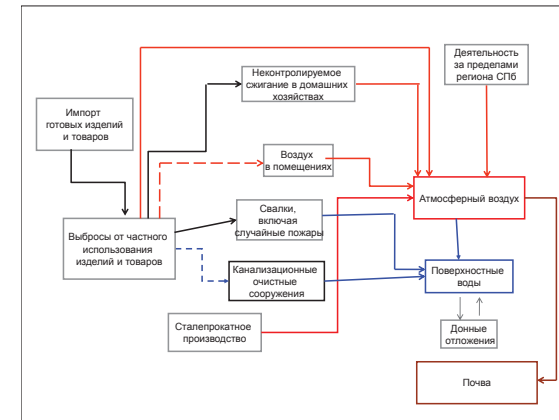 Деятельность
за пределами
региона СПб
Неконтролируемое
сжигание в домашних
хозяйствах
Импорт
готовых изделий
и товаров
Воздух
в помещениях
Атмосферный воздух
Свалки,
включая
случайные пожары
Выбросы от частного
использования
изделий и товаров
Канализационные
очистные
сооружения
Поверхностные
воды
Сталепрокатное
производство
Донные
отложения
Почва